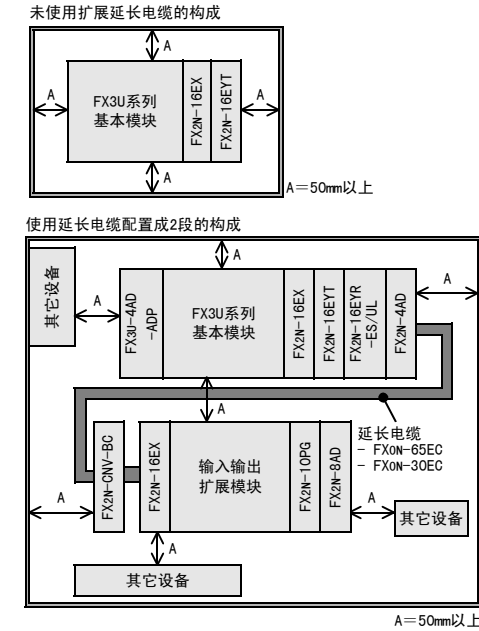 未使用扩展延长电缆的构成
A
A
FX3U系列
基本模块
FX2N-16EX
FX2N-16EYT
A
A
A＝50mm以上
使用延长电缆配置成2段的构成
其它设备
A
A
FX3U-4AD
-ADP
FX3U系列
基本模块
FX2N-16EX
FX2N-16EYT
FX2N-16EYR
-ES/UL
FX2N-4AD
A
A
延长电缆
- FX0N-65EC
- FX0N-30EC
A
FX2N-CNV-BC
FX2N-16EX
输入输出
扩展模块
FX2N-10PG
FX2N-8AD
A
其它设备
A
其它设备
A＝50mm以上